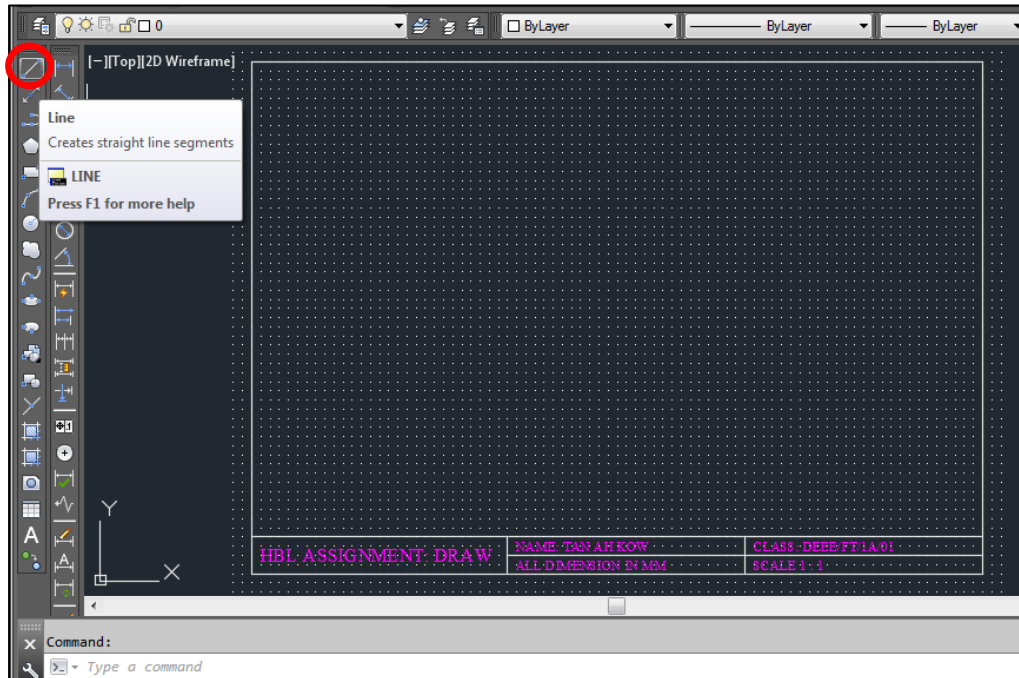 0
ByLayer
ByLayer
ByLayer
[−][Top][2D Wireframe]
Line
Creates straight line segments
LINE
Press F1 for more help
Y
X
HBL ASSIGNMENT: DRAW
NAME: TAN AH KOW
CLASS: DEEE/FT/1A/01
ALL DIMENSION IN MM
SCALE 1 : 1
Command:
Type a command